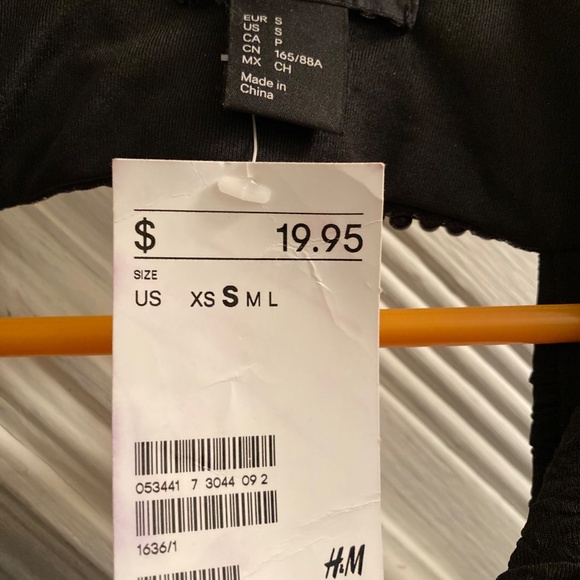 EUR S
US S
CA P
CN 165/88A
MX CH
Made in
China
$ 19.95
SIZE
US XS S M L
053441 7 3044 09 2
1636/1
H&M